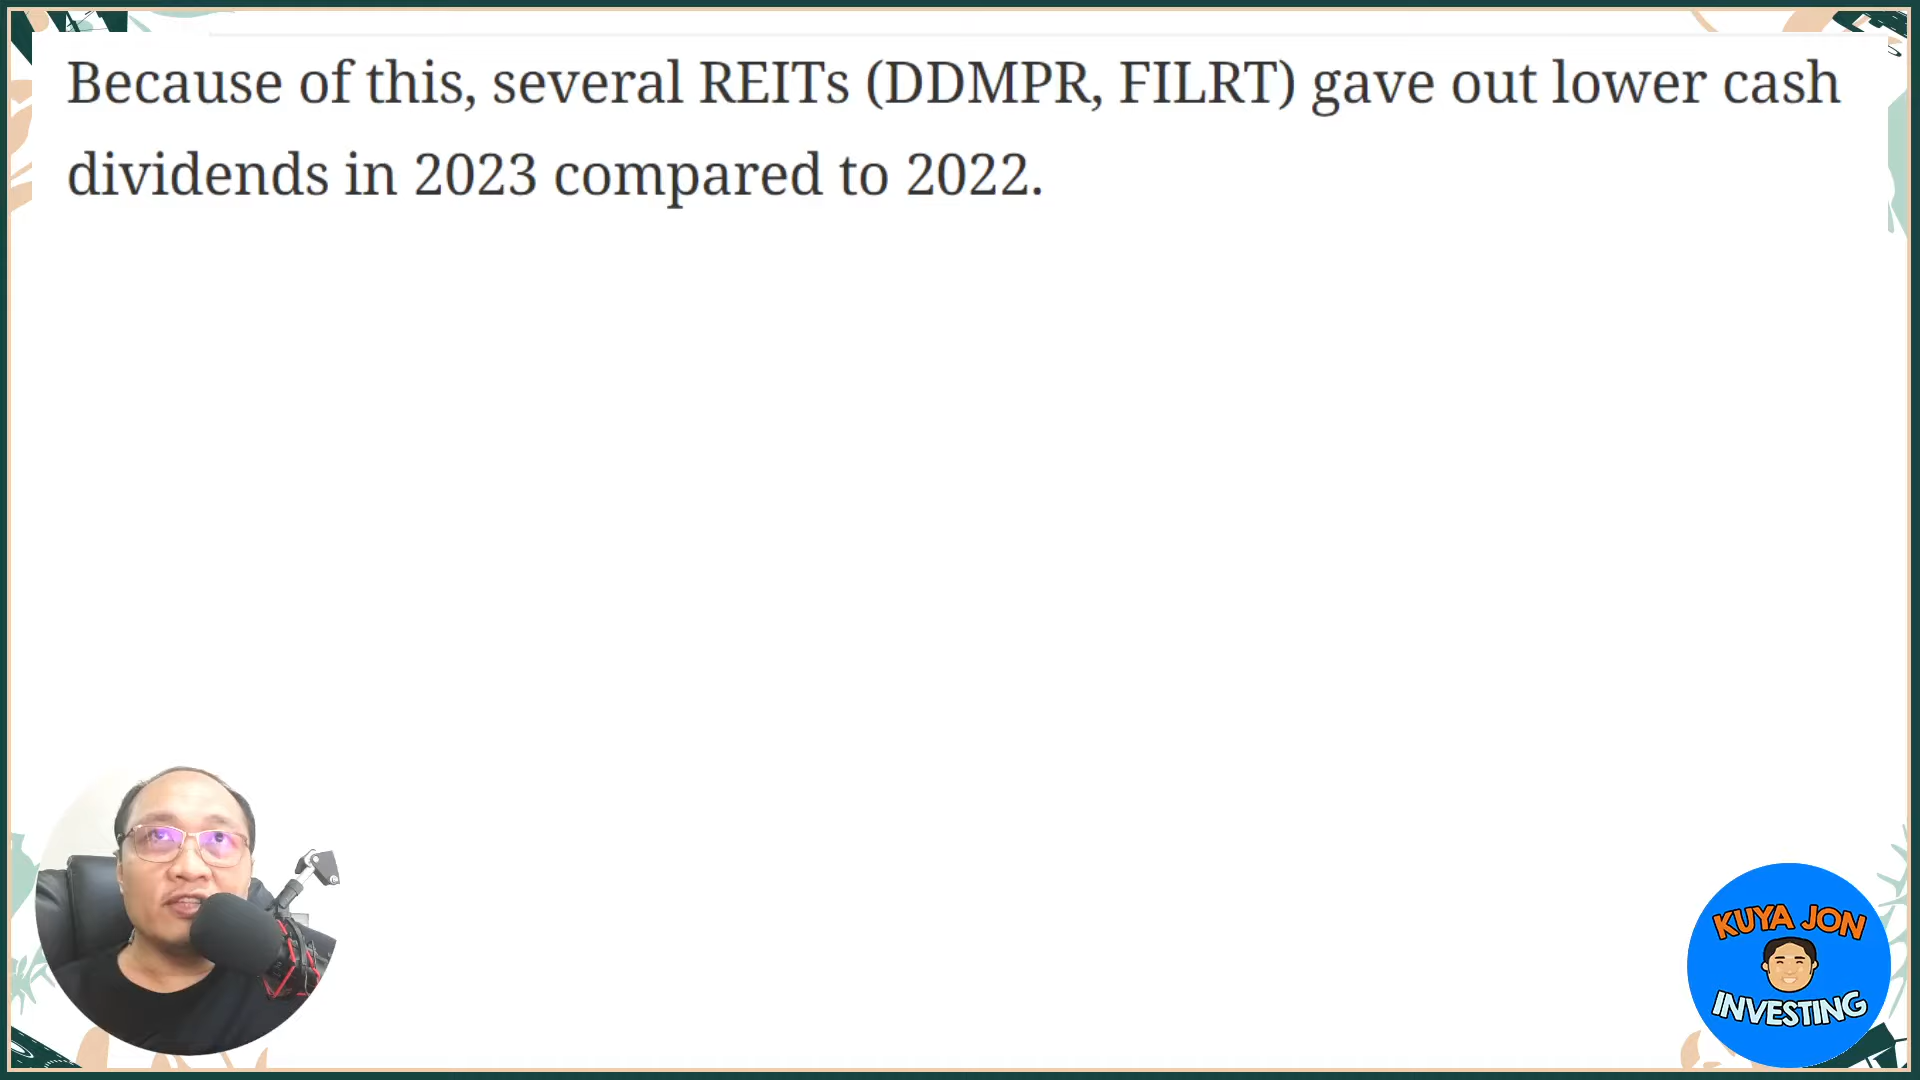 Because of this, several REITs (DDMPR, FILRT) gave out lower cash
dividends in 2023 compared to 2022.
KUYA JON
INVESTING